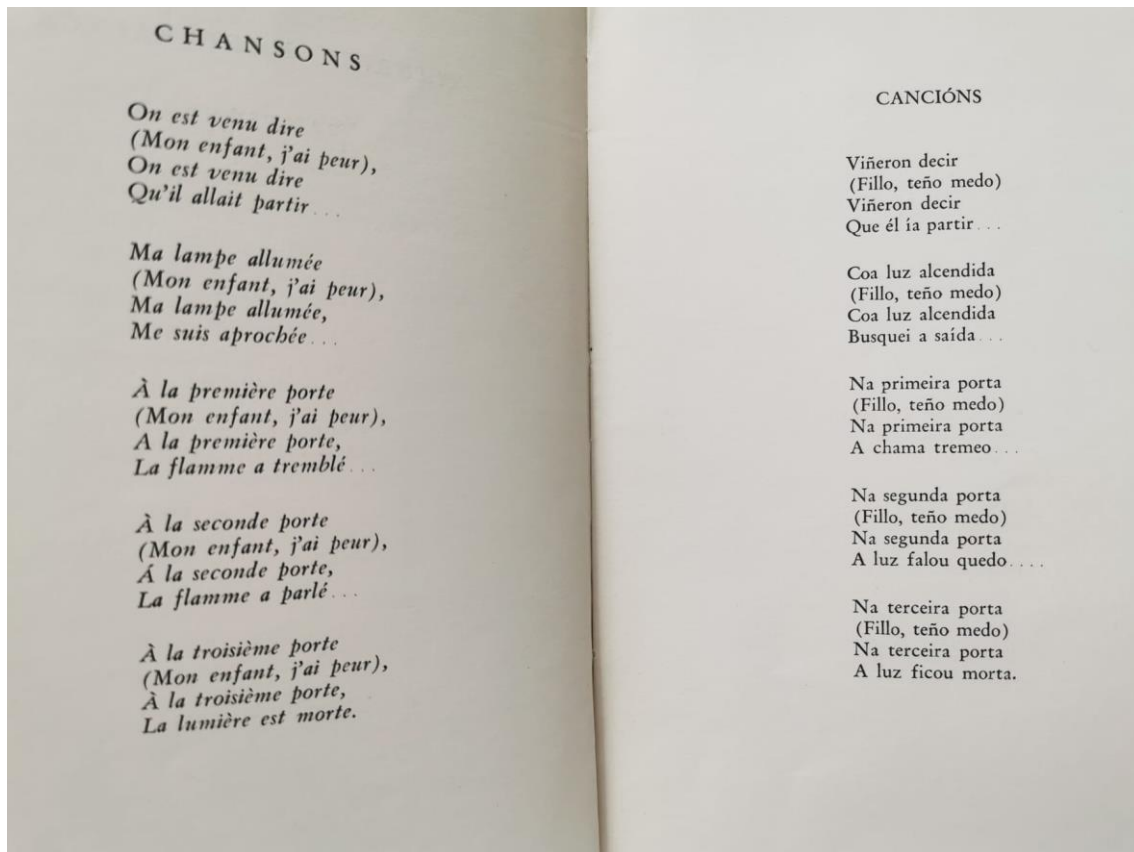 CHANSONS
On est venu dire
(Mon enfant, j'ai peur),
On est venu dire
Qu'il allait partir . . .
Ma lampe allumée
(Mon enfant, j'ai peur),
Ma lampe allumée,
Me suis aprochée . . .
À la première porte
(Mon enfant, j'ai peur),
A la première porte,
La flamme a tremblé . . .
À la seconde porte
(Mon enfant, j'ai peur),
Á la seconde porte,
La flamme a parlé . . .
À la troisième porte
(Mon enfant, j'ai peur),
À la troisième porte,
La lumière est morte.
CANCIÓNS
Viñeron decir
(Fillo, teño medo)
Viñeron decir
Que él ía partir . . .
Coa luz alcendida
(Fillo, teño medo)
Coa luz alcendida
Busquei a saída . . .
Na primeira porta
(Fillo, teño medo)
Na primeira porta
A chama tremeo . . .
Na segunda porta
(Fillo, teño medo)
Na segunda porta
A luz falou quedo . . . .
Na terceira porta
(Fillo, teño medo)
Na terceira porta
A luz ficou morta.